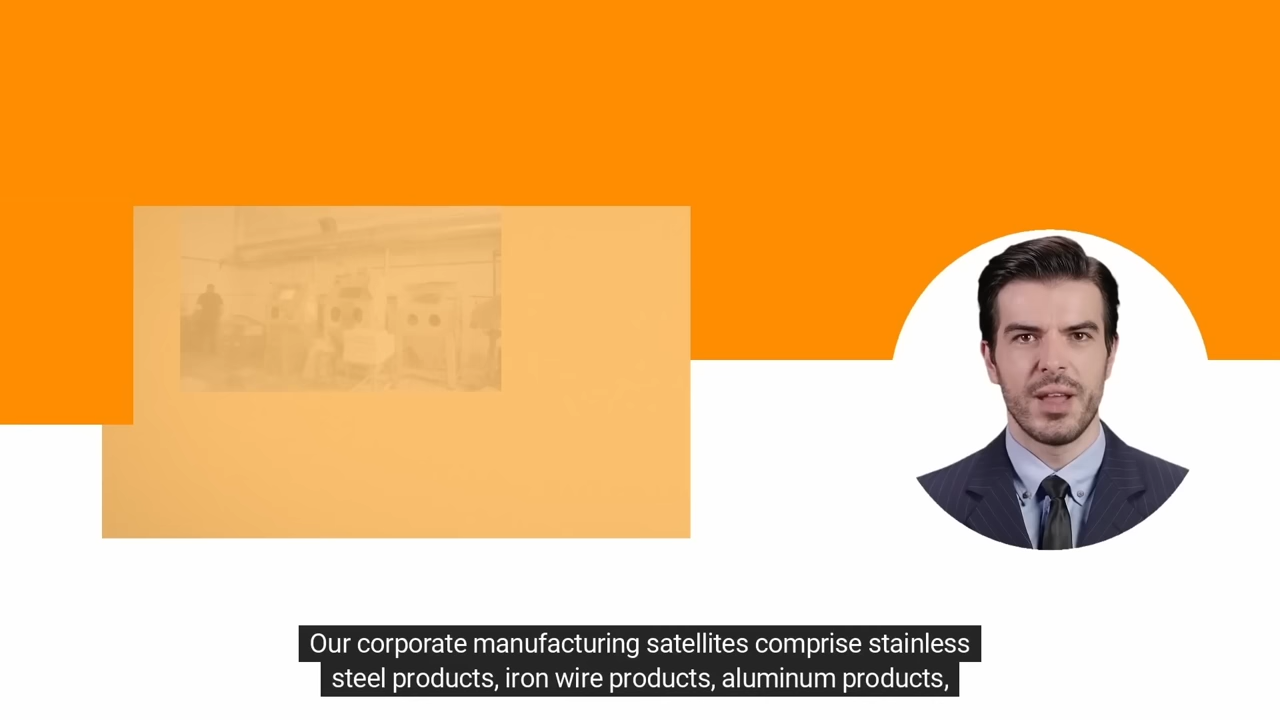 Our corporate manufacturing satellites comprise stainless
steel products, iron wire products, aluminum products,